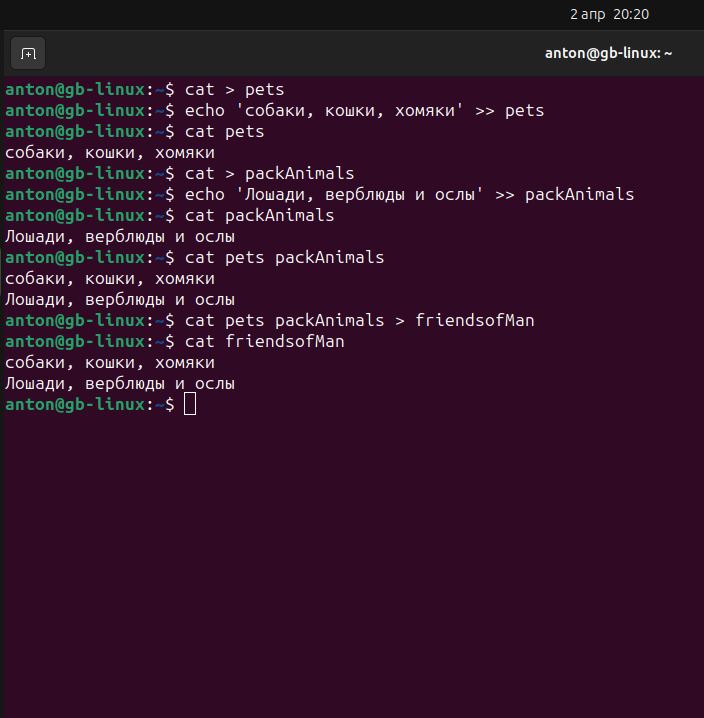 2 апр 20:20
anton@gb-linux: ~
anton@gb-linux:~$ cat > pets
anton@gb-linux:~$ echo 'собаки, кошки, хомяки' >> pets
anton@gb-linux:~$ cat pets
собаки, кошки, хомяки
anton@gb-linux:~$ cat > packAnimals
anton@gb-linux:~$ echo 'Лошади, верблюды и ослы' >> packAnimals
anton@gb-linux:~$ cat packAnimals
Лошади, верблюды и ослы
anton@gb-linux:~$ cat pets packAnimals
собаки, кошки, хомяки
Лошади, верблюды и ослы
anton@gb-linux:~$ cat pets packAnimals > friendsofMan
anton@gb-linux:~$ cat friendsofMan
собаки, кошки, хомяки
Лошади, верблюды и ослы
anton@gb-linux:~$